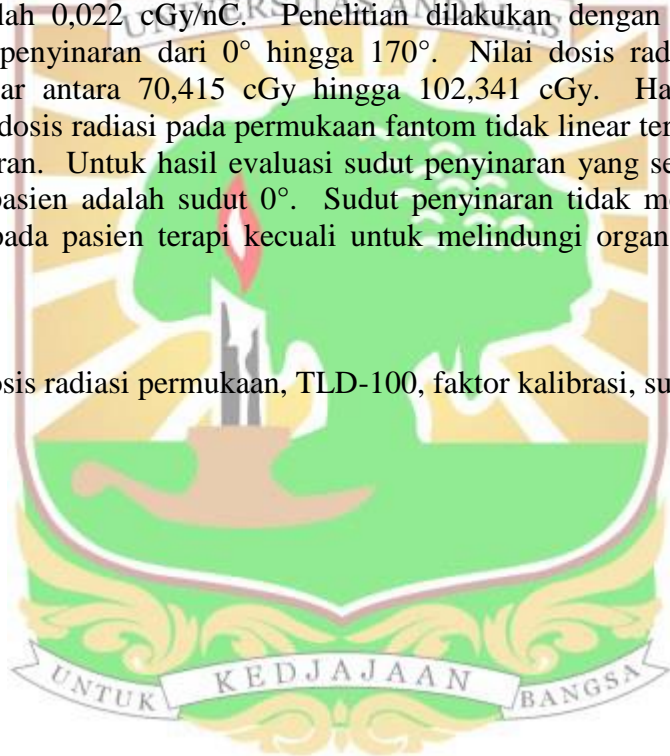 lah 0,022 cGy/nC. Penelitian dilakukan dengan
UNIVERSITAS ANDALAS
penyinaran dari 0° hingga 170°. Nilai dosis rad
ar antara 70,415 cGy hingga 102,341 cGy. Ha
dosis radiasi pada permukaan fantom tidak linear ter
ran. Untuk hasil evaluasi sudut penyinaran yang se
pasien adalah sudut 0°. Sudut penyinaran tidak me
pada pasien terapi kecuali untuk melindungi organ
osis radiasi permukaan, TLD-100, faktor kalibrasi, su
UNTUK KEDJAJAAN BANGSA